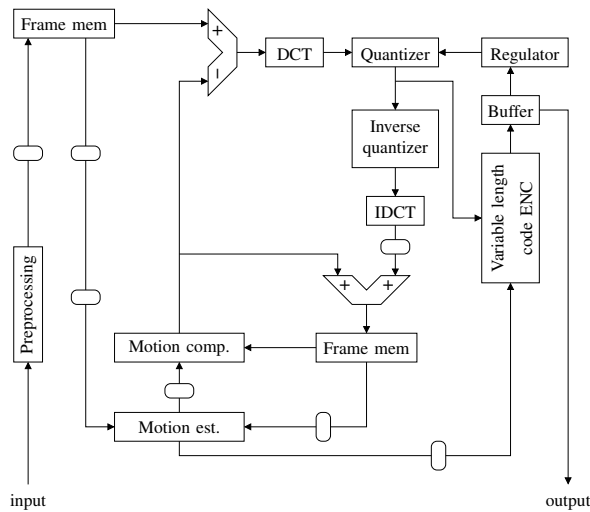 Frame mem
+
-
DCT
Quantizer
Regulator
Buffer
Inverse
quantizer
IDCT
Variable length
code ENC
Preprocessing
+ +
Motion comp.
Frame mem
Motion est.
input
output